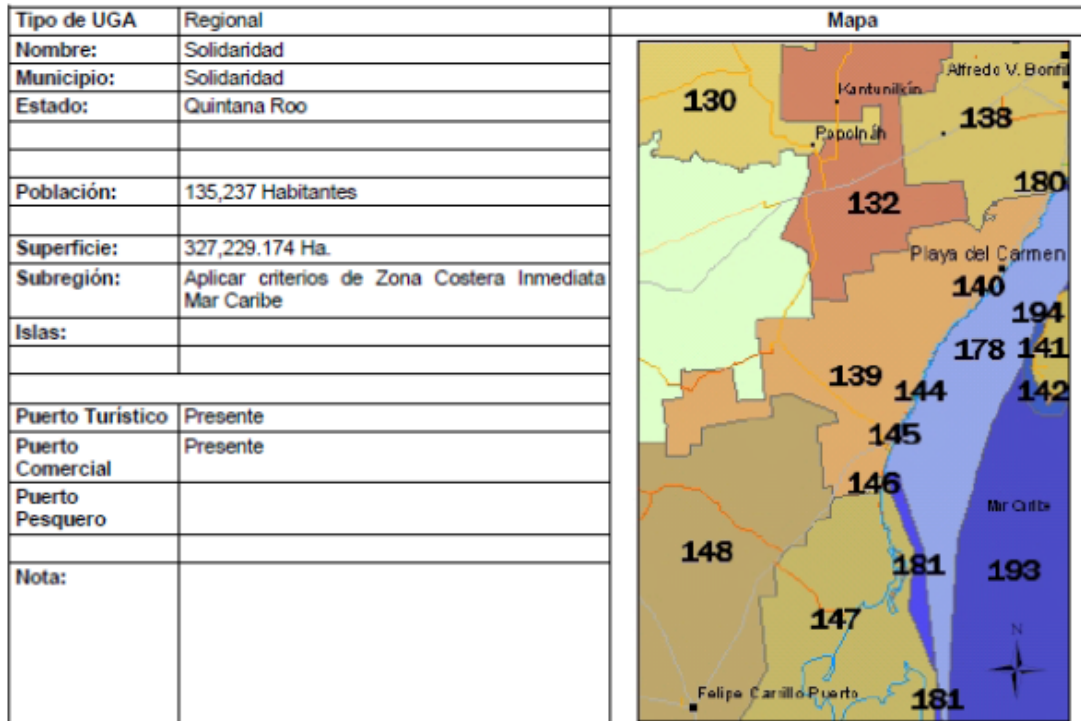 Tipo de UGA Regional Mapa
Nombre: Solidaridad
Municipio: Solidaridad
Estado: Quintana Roo
Población: 135,237 Habitantes
Superficie: 327,229.174 Ha.
Subregión: Aplicar criterios de Zona Costera Inmediata
Mar Caribe
Islas:
Puerto Turístico Presente
Puerto
Comercial
Presente
Puerto
Pesquero
Nota:
Alfredo V. Bonfil
Kantunilkín
130
138
Popolnáh
180
132
Playa del Carmen
140
194
178 141
139
144 142
145
146
Mar Caribe
148
181 193
147
N
Felipe Carrillo Puerto
181